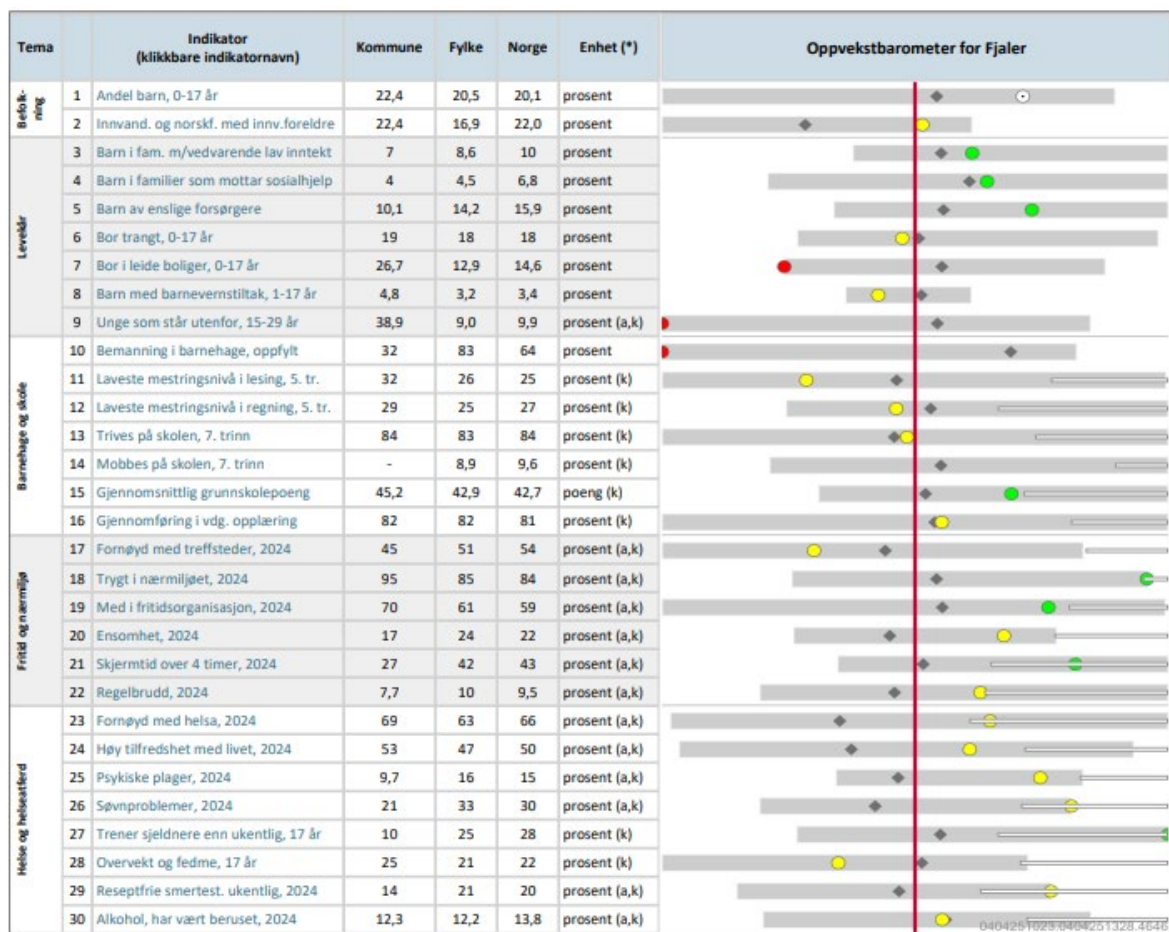 Tema Indikator (klikkbare indikatornavn) Kommune Fylke Norge Enhet (*) Oppvekstbarometer for Fjaler
Befolk-
ning
1 Andel barn, 0-17 år 22,4 20,5 20,1 prosent
2 Innvand. og norskf. med innv.foreldre 22,4 16,9 22,0 prosent
Levekår
3 Barn i fam. m/vedvarende lav inntekt 7 8,6 10 prosent
4 Barn i familier som mottar sosialhjelp 4 4,5 6,8 prosent
5 Barn av enslige forsørgere 10,1 14,2 15,9 prosent
6 Bor trangt, 0-17 år 19 18 18 prosent
7 Bor i leide boliger, 0-17 år 26,7 12,9 14,6 prosent
8 Barn med barnevernstiltak, 1-17 år 4,8 3,2 3,4 prosent
9 Unge som står utenfor, 15-29 år 38,9 9,0 9,9 prosent (a,k)
Barnehage og skole
10 Bemanning i barnehage, oppfylt 32 83 64 prosent
11 Laveste mestringsnivå i lesing, 5. tr. 32 26 25 prosent (k)
12 Laveste mestringsnivå i regning, 5. tr. 29 25 27 prosent (k)
13 Trives på skolen, 7. trinn 84 83 84 prosent (k)
14 Mobbes på skolen, 7. trinn - 8,9 9,6 prosent (k)
15 Gjennomsnittlig grunnskolepoeng 45,2 42,9 42,7 poeng (k)
16 Gjennomføring i vdg. opplæring 82 82 81 prosent (k)
Fritid og nærmiljø
17 Fornøyd med treffsteder, 2024 45 51 54 prosent (a,k)
18 Trygt i nærmiljøet, 2024 95 85 84 prosent (a,k)
19 Med i fritidsorganisasjon, 2024 70 61 59 prosent (a,k)
20 Ensomhet, 2024 17 24 22 prosent (a,k)
21 Skjermtid over 4 timer, 2024 27 42 43 prosent (a,k)
22 Regelbrudd, 2024 7,7 10 9,5 prosent (a,k)
Helse og helseatferd
23 Fornøyd med helsa, 2024 69 63 66 prosent (a,k)
24 Høy tilfredshet med livet, 2024 53 47 50 prosent (a,k)
25 Psykiske plager, 2024 9,7 16 15 prosent (a,k)
26 Søvnproblemer, 2024 21 33 30 prosent (a,k)
27 Trener sjeldnere enn ukentlig, 17 år 10 25 28 prosent (k)
28 Overvekt og fedme, 17 år 25 21 22 prosent (k)
29 Reseptfrie smertest. ukentlig, 2024 14 21 20 prosent (a,k)
30 Alkohol, har vært beruset, 2024 12,3 12,2 13,8 prosent (a,k)
0404251023.0404251328.4646